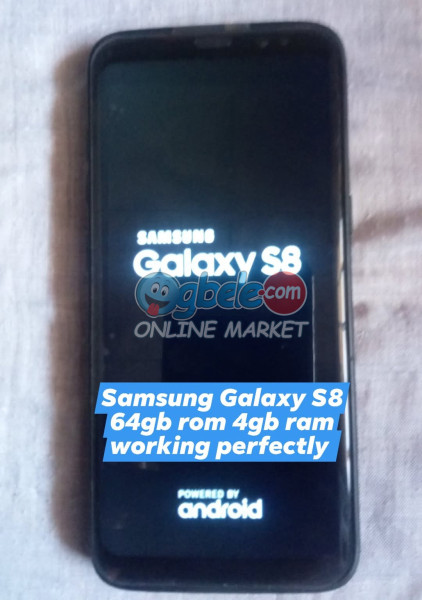 SAMSUNG
Galaxy S8
Ogbele.com
ONLINE MARKET
Samsung Galaxy S8
64gb rom 4gb ram
working perfectly
POWERED BY
android